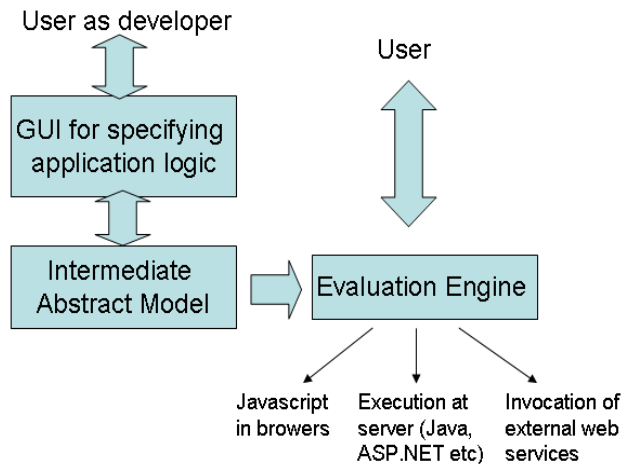 User as developer
User
GUI for specifying
application logic
Intermediate
Abstract Model
Evaluation Engine
Javascript
in browers
Execution at
server (Java,
ASP.NET etc)
Invocation of
external web
services